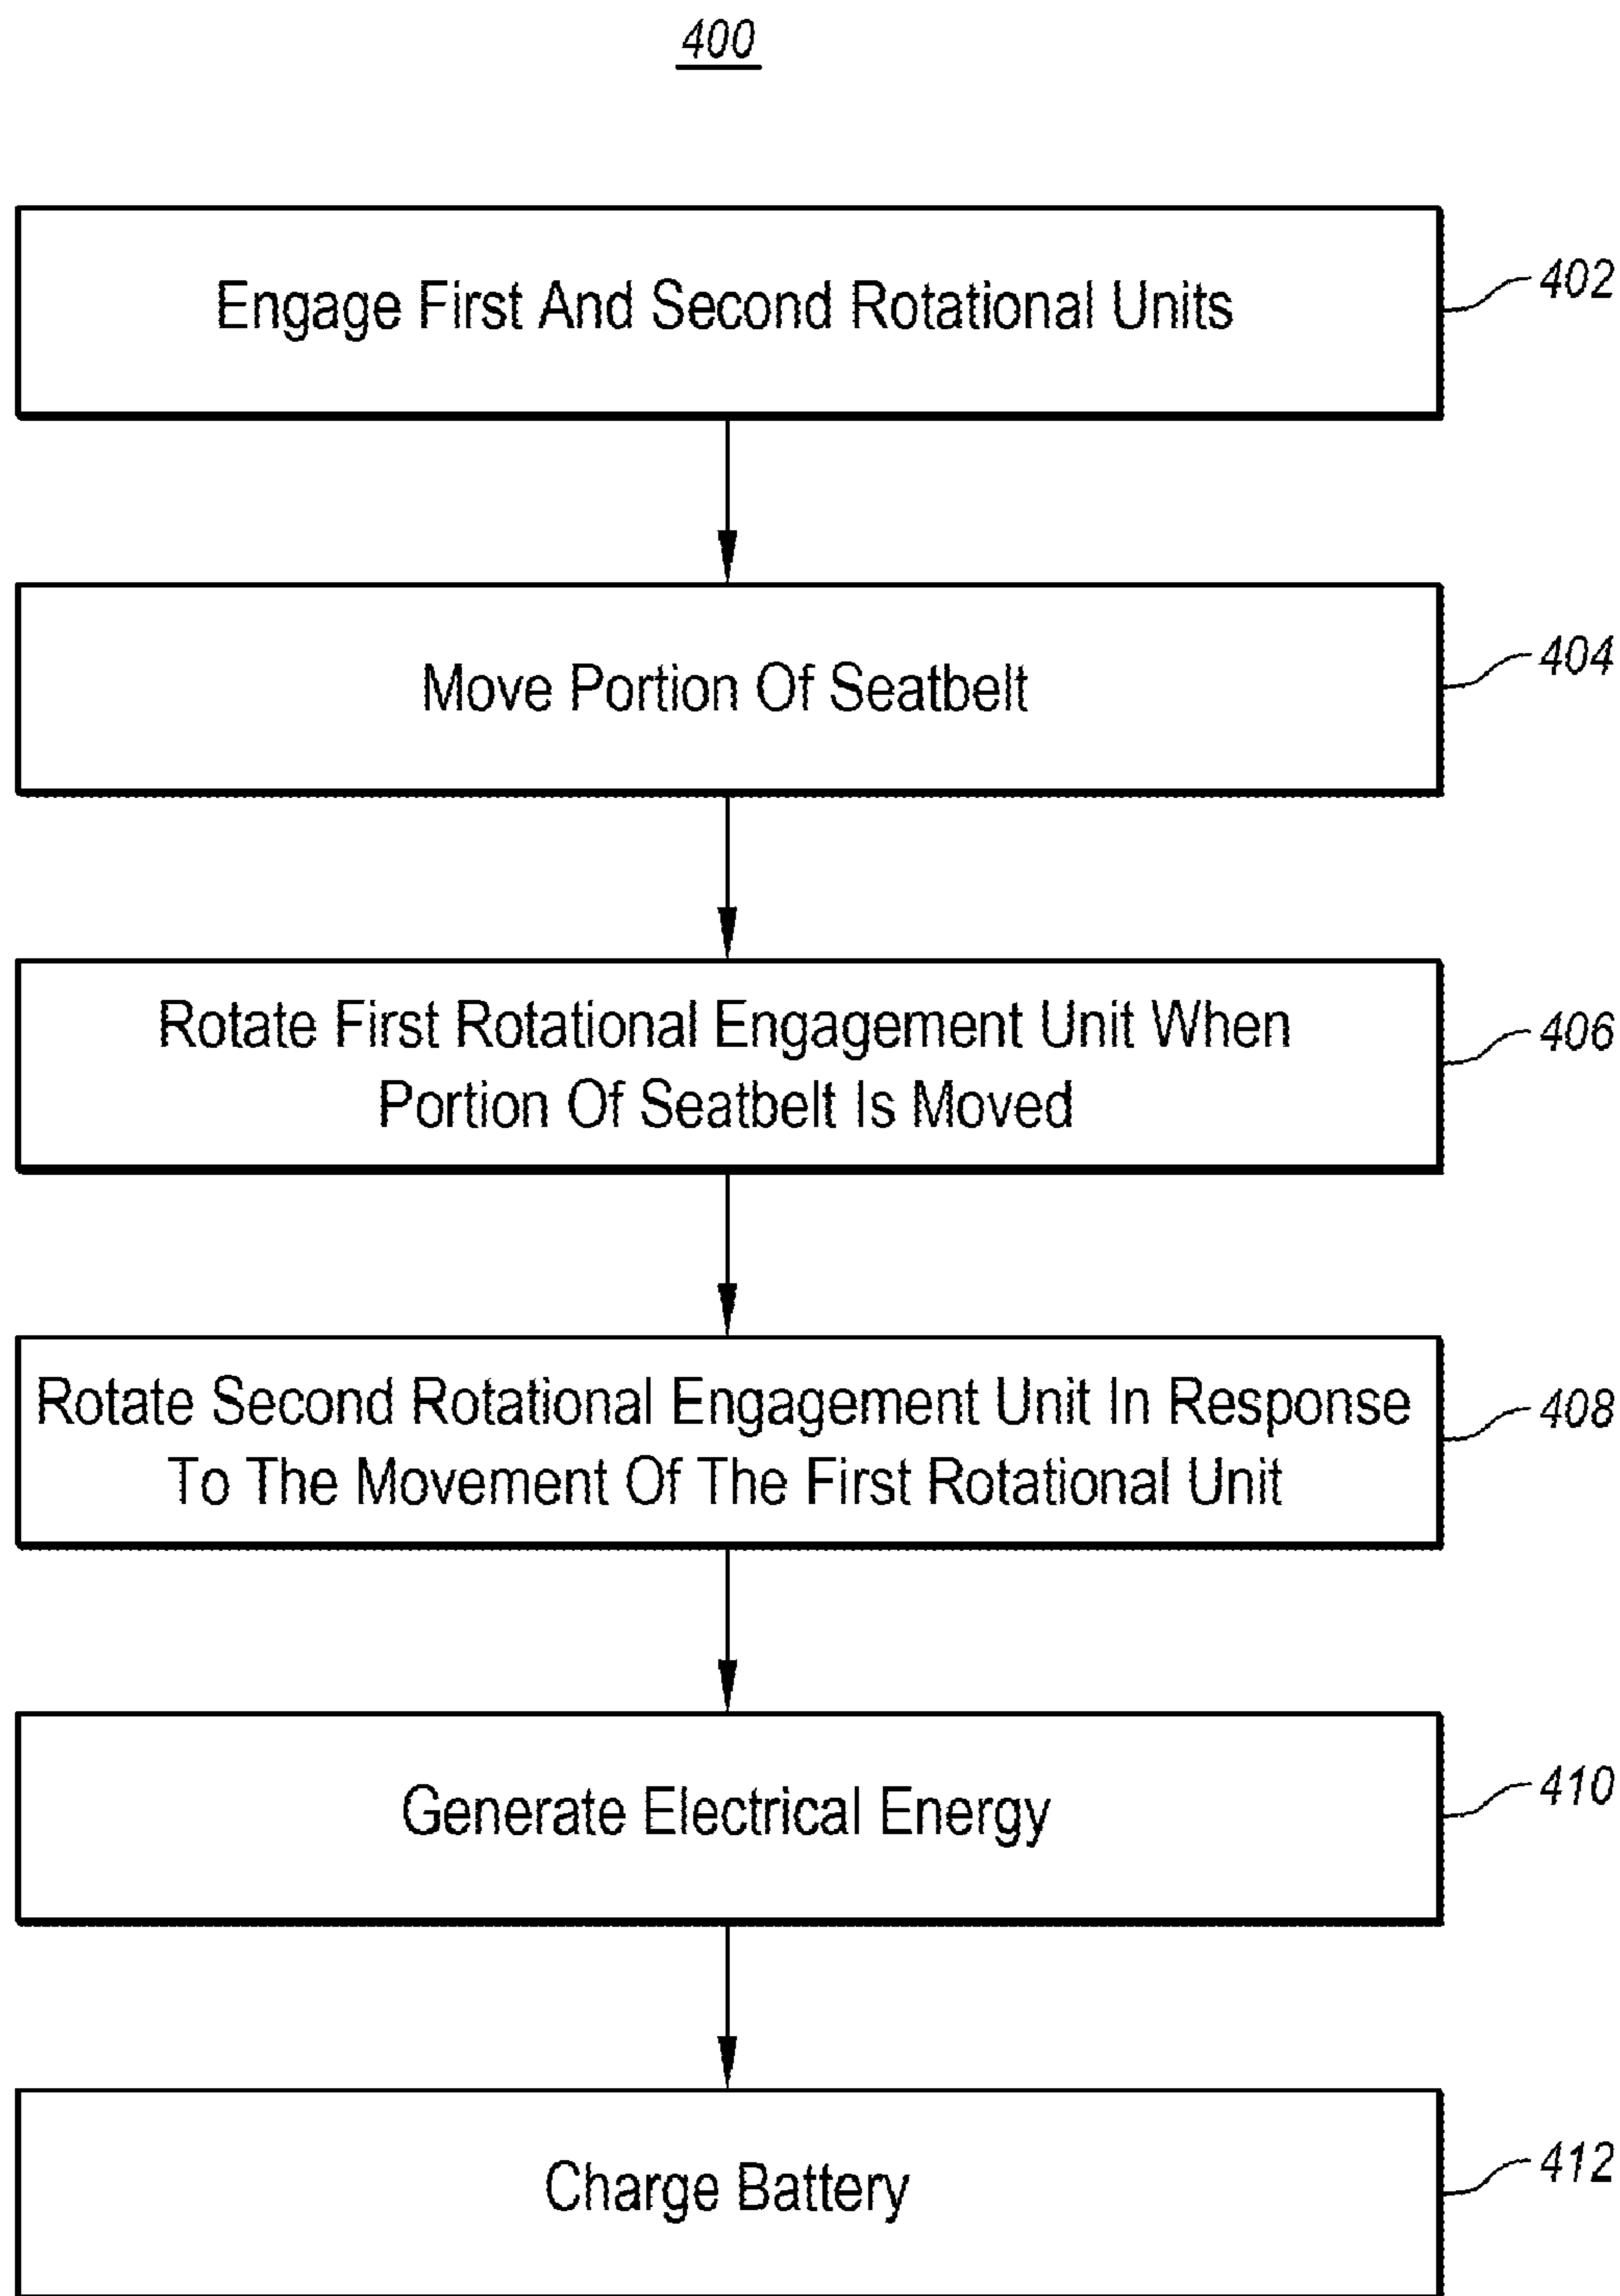 400
Engage First And Second Rotational Units
402
Move Portion Of Seatbelt
404
Rotate First Rotational Engagement Unit When
Portion Of Seatbelt Is Moved
406
Rotate Second Rotational Engagement Unit In Response
To The Movement Of The First Rotational Unit
408
Generate Electrical Energy
410
Charge Battery
412